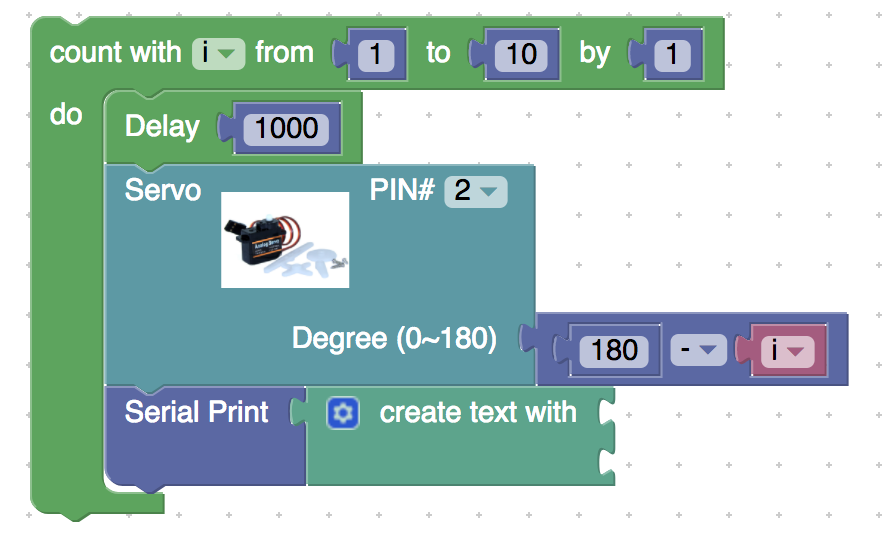 count with i from 1 to 10 by 1
do
Delay 1000
Servo PIN# 2
Degree (0~180) 180 - i
Serial Print create text with